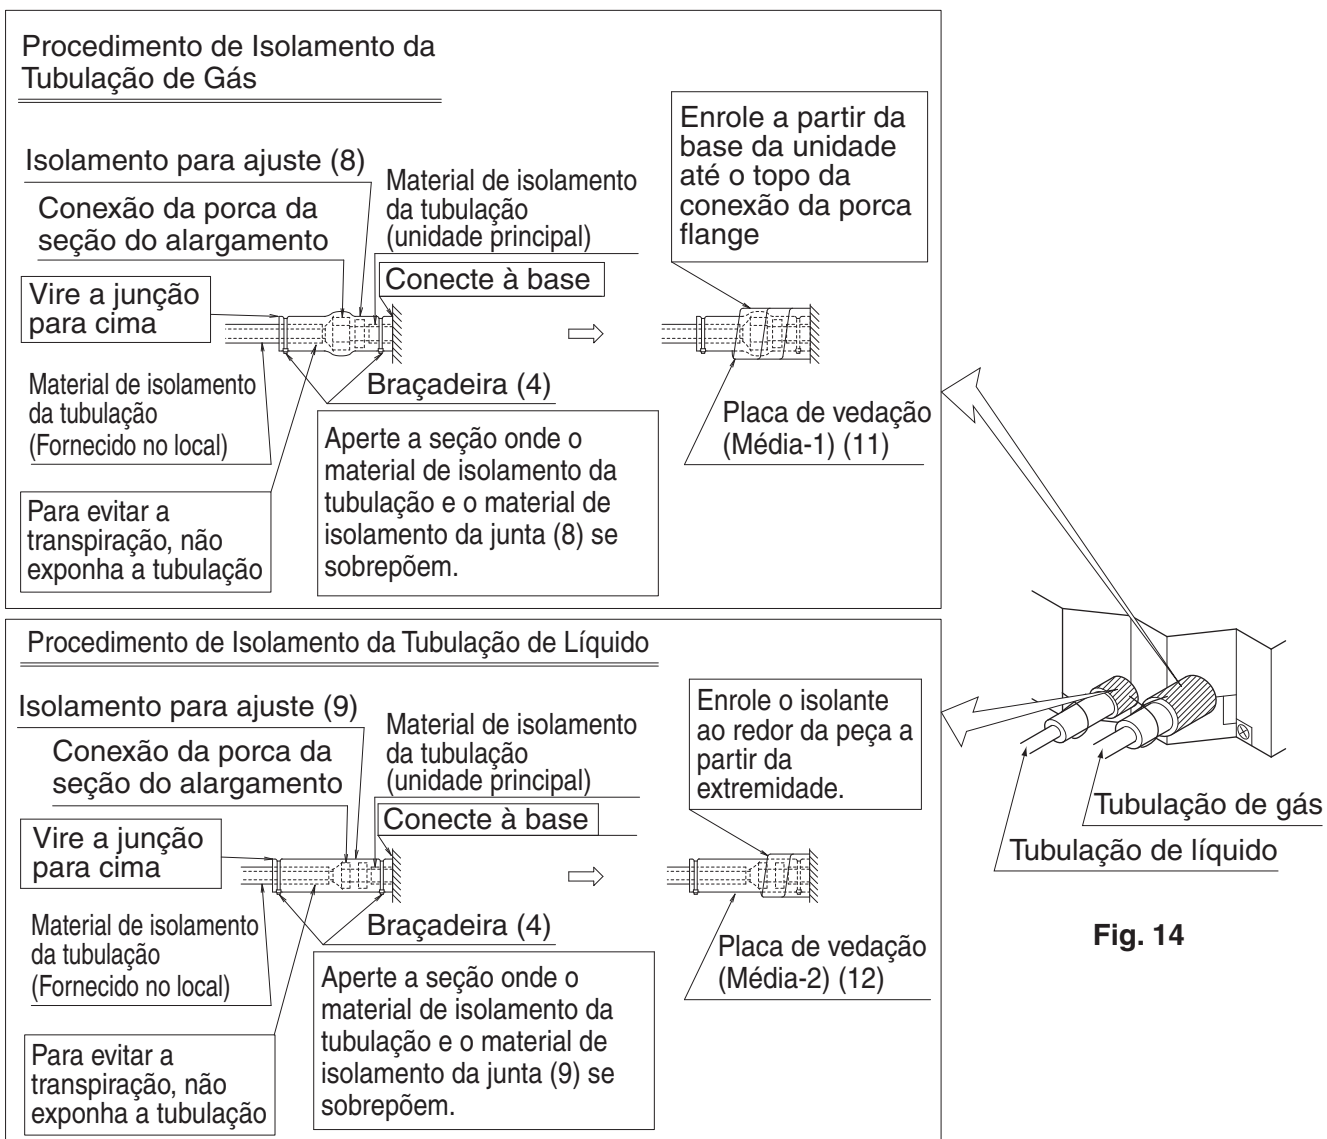 Procedimento de Isolamento da
Tubulação de Gás
Isolamento para ajuste (8)
Conexão da porca da
seção do alargamento
Material de isolamento
da tubulação
(unidade principal)
Conecte à base
Vire a junção
para cima
Material de isolamento
da tubulação
(Fornecido no local)
Braçadeira (4)
Para evitar a
transpiração, não
exponha a tubulação
Aperte a seção onde o
material de isolamento da
tubulação e o material de
isolamento da junta (8) se
sobrepõem.
Enrole a partir da
base da unidade
até o topo da
conexão da porca
flange
Placa de vedação
(Média-1) (11)
Procedimento de Isolamento da Tubulação de Líquido
Isolamento para ajuste (9)
Conexão da porca da
seção do alargamento
Material de isolamento
da tubulação
(unidade principal)
Conecte à base
Vire a junção
para cima
Material de isolamento
da tubulação
(Fornecido no local)
Braçadeira (4)
Para evitar a
transpiração, não
exponha a tubulação
Aperte a seção onde o
material de isolamento da
tubulação e o material de
isolamento da junta (9) se
sobrepõem.
Enrole o isolante
ao redor da peça a
partir da
extremidade.
Placa de vedação
(Média-2) (12)
Tubulação de gás
Tubulação de líquido
Fig. 14